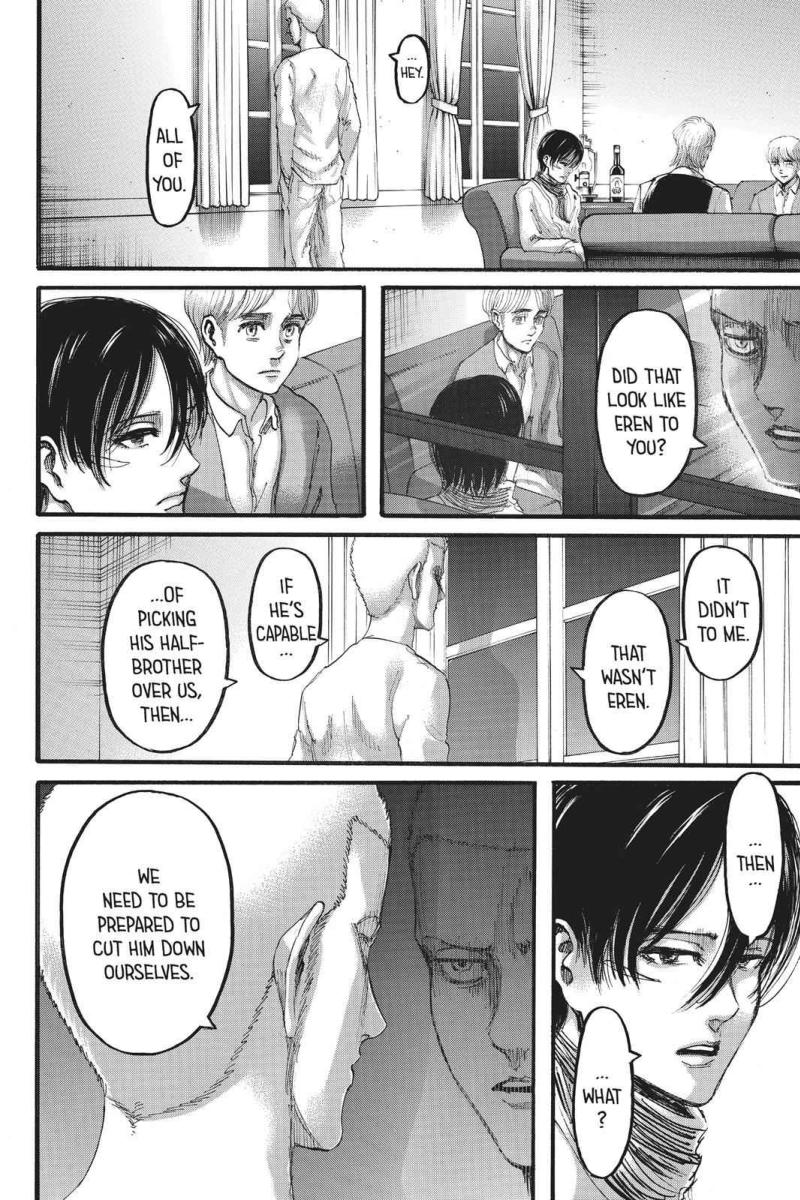 ...
HEY.
ALL
OF
YOU.
DID THAT
LOOK LIKE
EREN TO
YOU?
IT
DIDN'T
TO ME.
THAT
WASN'T
EREN.
IF
HE'S
CAPABLE
...
...OF
PICKING
HIS HALF-
BROTHER
OVER US,
THEN...
...
THEN
...
...
WHAT
?
WE
NEED TO BE
PREPARED TO
CUT HIM DOWN
OURSELVES.